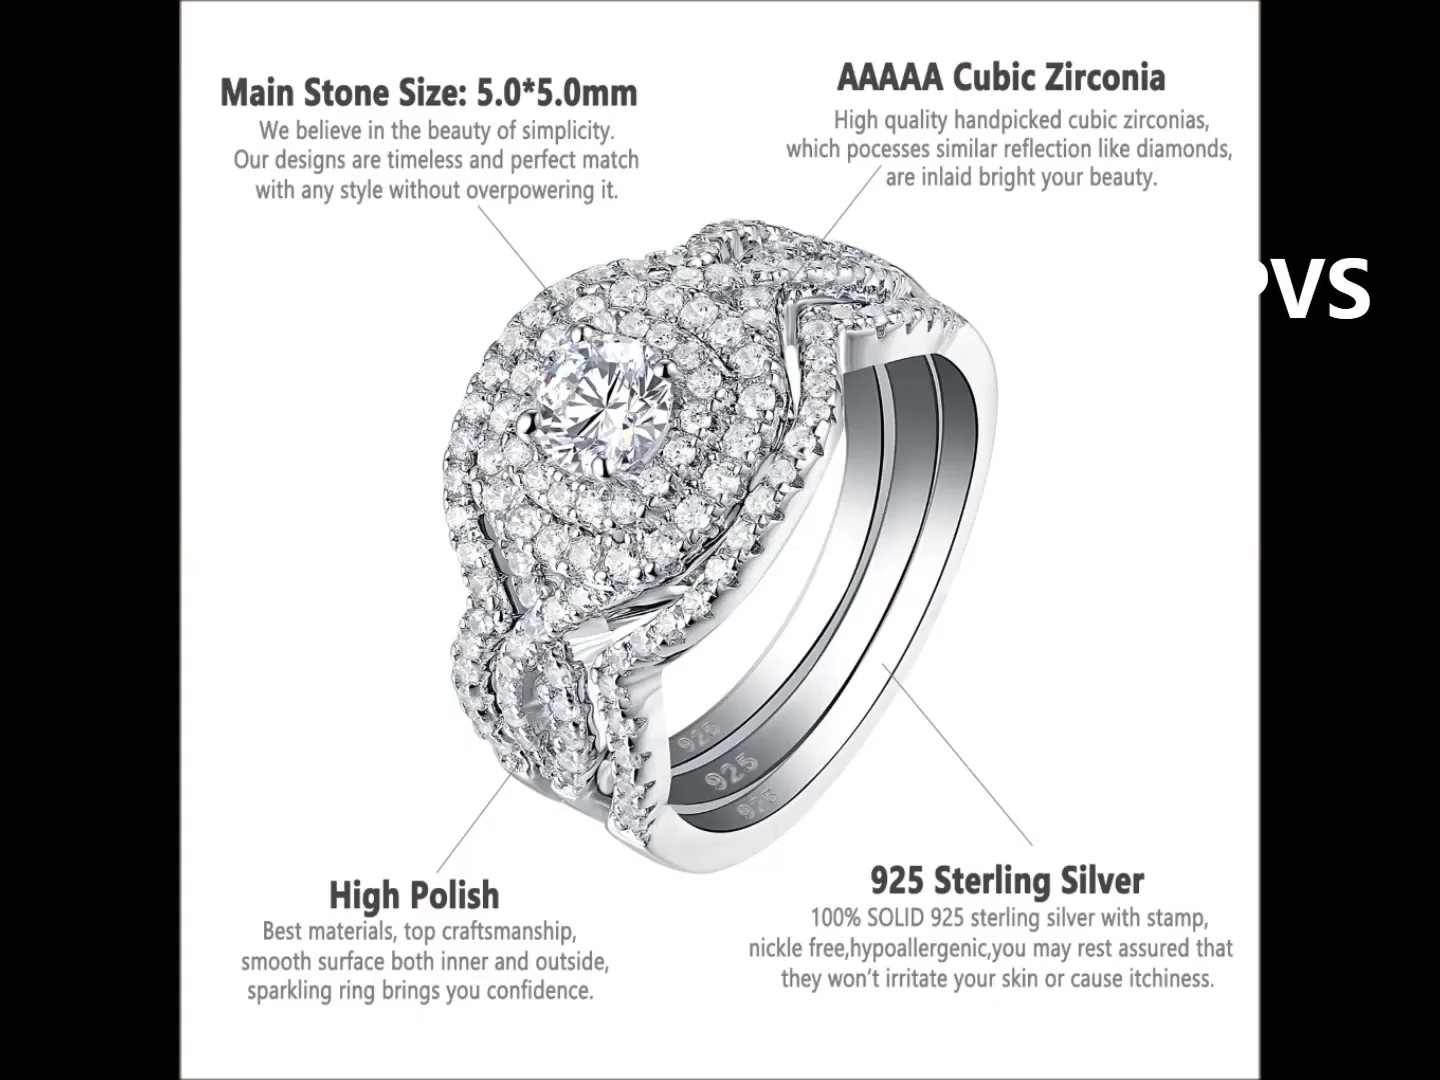 Main Stone Size: 5.0*5.0mm
We believe in the beauty of simplicity.
Our designs are timeless and perfect match
with any style without overpowering it.
AAAAA Cubic Zirconia
High quality handpicked cubic zirconias,
which pocesses similar reflection like diamonds,
are inlaid bright your beauty.
PVS
925
925
925
High Polish
Best materials, top craftsmanship,
smooth surface both inner and outside,
sparkling ring brings you confidence.
925 Sterling Silver
100% SOLID 925 sterling silver with stamp,
nickle free,hypoallergenic,you may rest assured that
they won't irritate your skin or cause itchiness.